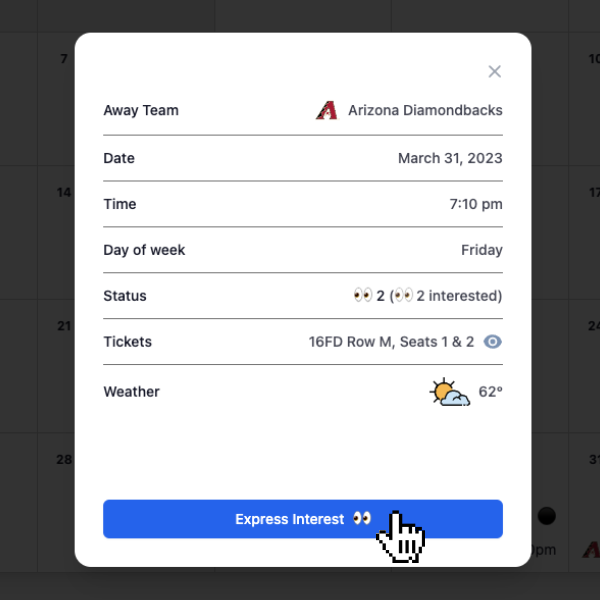 7
10
Away Team Arizona Diamondbacks
Date March 31, 2023
Time 7:10 pm
14
17
Day of week Friday
Status 👀 2 (👀 2 interested)
21
24
Tickets 16FD Row M, Seats 1 & 2
Weather 62°
28
31
Express Interest 👀